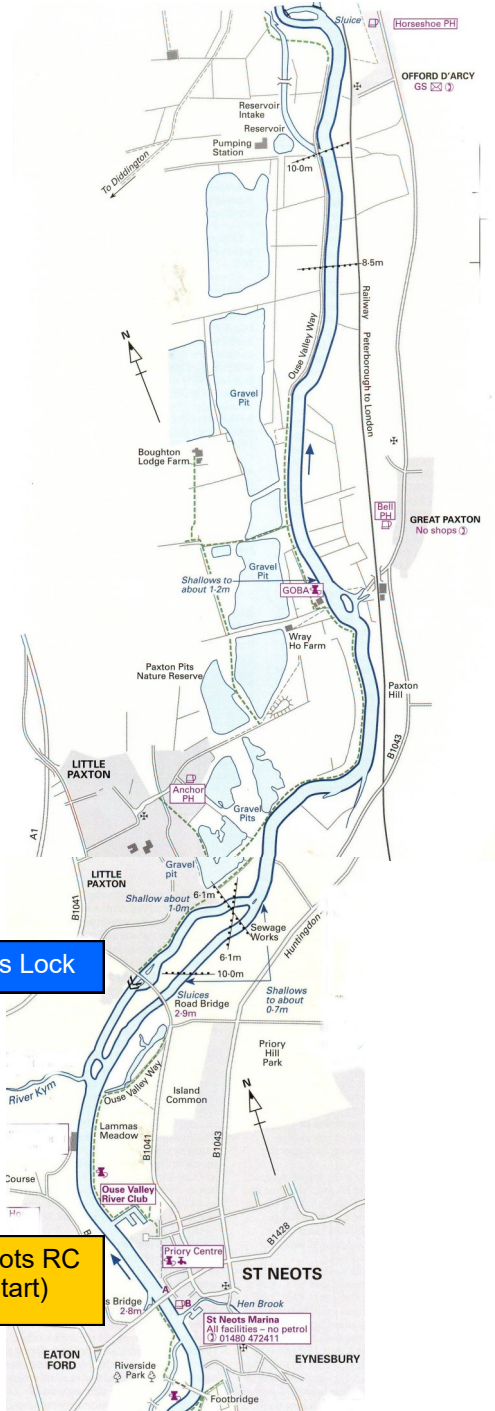 Sluice
Horseshoe PH
OFFORD D'ARCY
GS
Reservoir
Intake
Reservoir
Pumping
Station
To Diddington
10·0m
8·5m
Railway Peterborough to London
Ouse Valley Way
N
Gravel
Pit
Boughton
Lodge Farm
Bell
PH
GREAT PAXTON
No shops
Gravel
Pit
Shallows to
about 1·2m
GOBA
Wray
Ho Farm
Paxton Pits
Nature Reserve
Paxton
Hill
B1043
LITTLE
PAXTON
Anchor
PH
Gravel
Pits
A1
LITTLE
PAXTON
Gravel
pit
B1041
6·1m
Shallow about
1·0m
Sewage
Works
Huntingdon
6·1m
s Lock
10·0m
Sluices
Road Bridge
2·9m
Shallows
to about
0·7m
Priory
Hill
Park
River Kym
Ouse Valley Way
Island
Common
N
Lammas
Meadow
B1041
B1043
Course
Ouse Valley
River Club
Ho
B
B1428
ots RC
tart)
Priory Centre
ST NEOTS
A
s Bridge
2·8m
B
Hen Brook
St Neots Marina
All facilities – no petrol
01480 472411
EATON
FORD
EYNESBURY
Riverside
Park
Footbridge